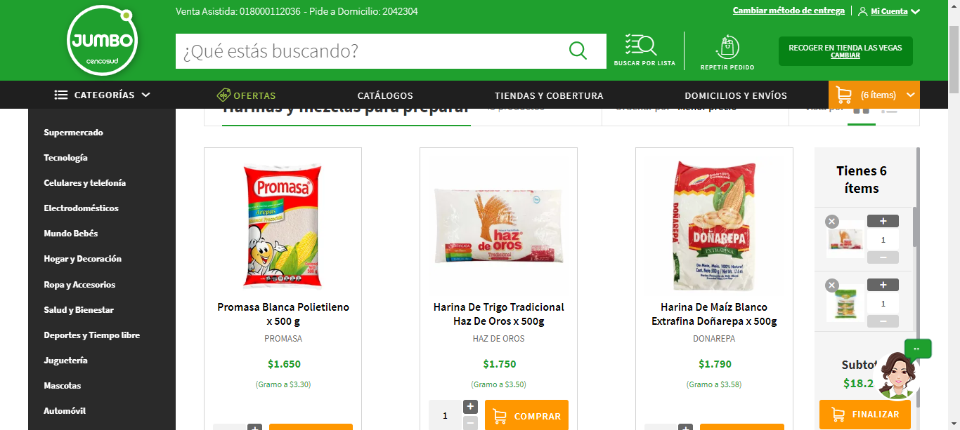 Venta Asistida: 018000112036 - Pide a Domicilio: 2042304
Cambiar método de entrega
Mi Cuenta
JUMBO
cencosud
¿Qué estás buscando?
BUSCAR POR LISTA
REPETIR PEDIDO
RECOGER EN TIENDA LAS VEGAS
CAMBIAR
CATEGORÍAS
OFERTAS
CATÁLOGOS
TIENDAS Y COBERTURA
DOMICILIOS Y ENVÍOS
(6 ítems)
Harinas y mezclas para preparar
Supermercado
Tecnología
Celulares y telefonía
Electrodomésticos
Mundo Bebés
Hogar y Decoración
Ropa y Accesorios
Salud y Bienestar
Deportes y Tiempo libre
Juguetería
Mascotas
Automóvil
Promasa
Promasa Blanca Polietileno
x 500 g
PROMASA
$1.650
(Gramo a $3.30)
haz
de oros
Tradicional
Harina De Trigo Tradicional
Haz De Oros x 500g
HAZ DE OROS
$1.750
(Gramo a $3.50)
1
COMPRAR
DOÑAREPA
DOÑAREPA
Harina De Maíz Blanco
Extrafina Doñarepa x 500g
DONAREPA
$1.790
(Gramo a $3.58)
Tienes 6
ítems
1
1
Subto
$18.2
FINALIZAR